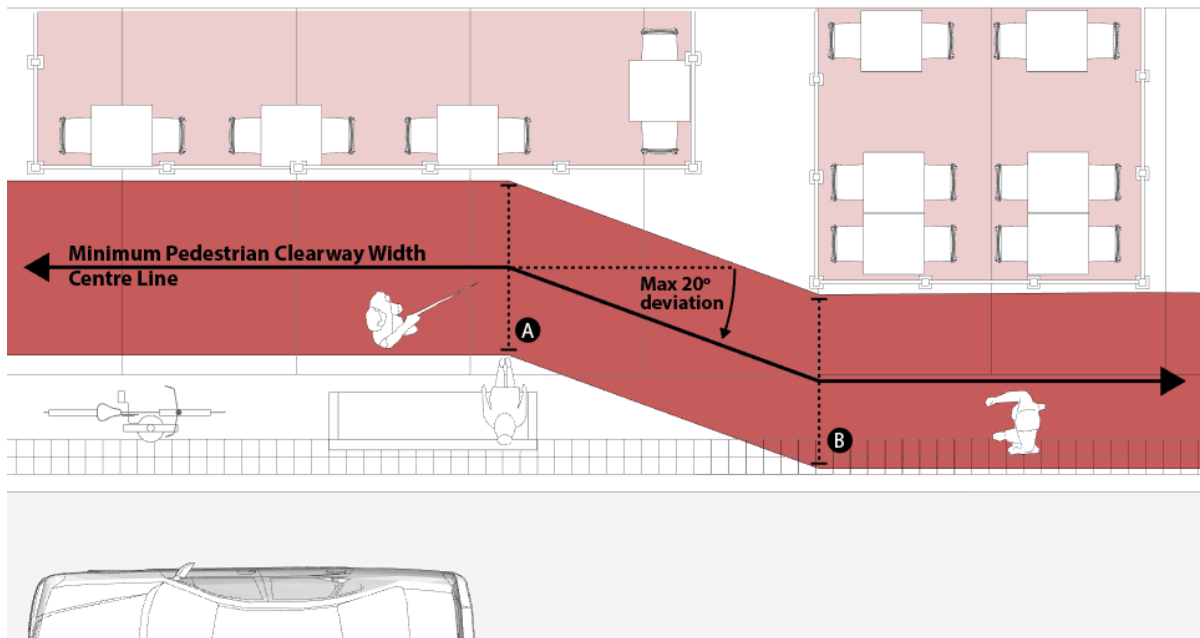 Minimum Pedestrian Clearway Width
Centre Line
Max 20º
deviation
A
B